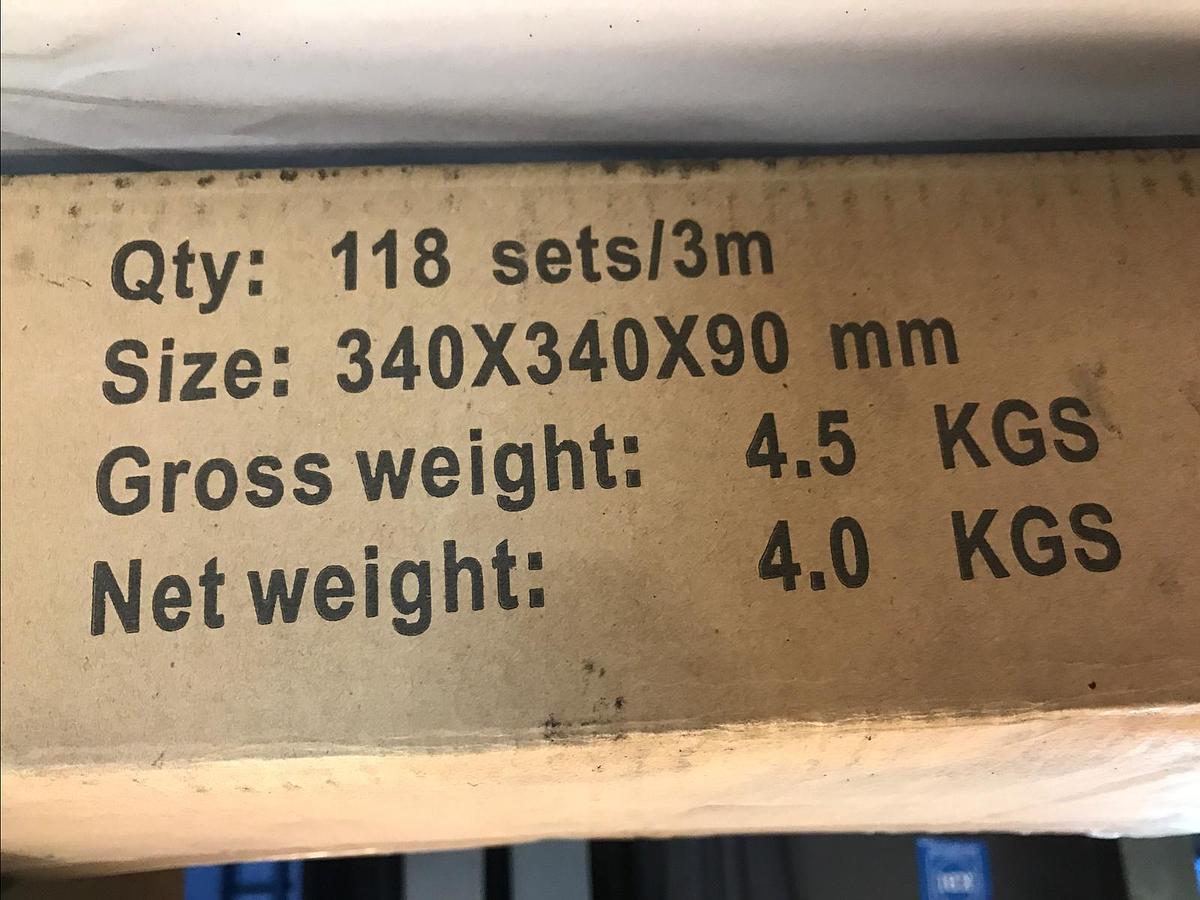 Qty: 118 sets/3m
Size: 340X340X90 mm
Gross weight: 4.5 KGS
Net weight: 4.0 KGS